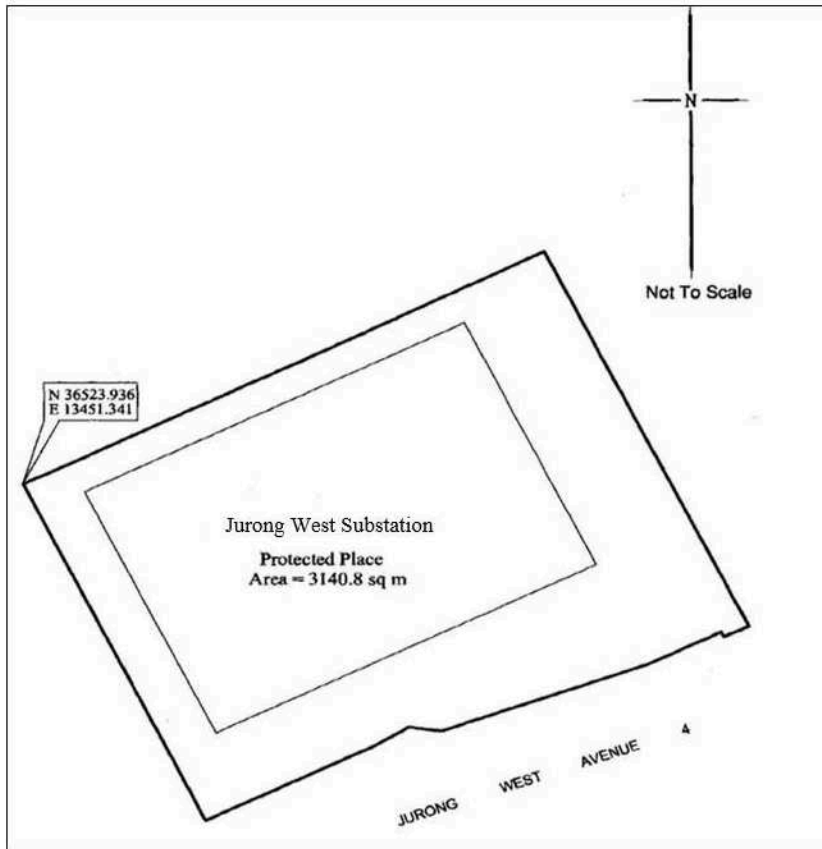 N
Not To Scale
N 36523.936
E 13451.341
Jurong West Substation
Protected Place
Area = 3140.8 sq m
JURONG WEST AVENUE 4